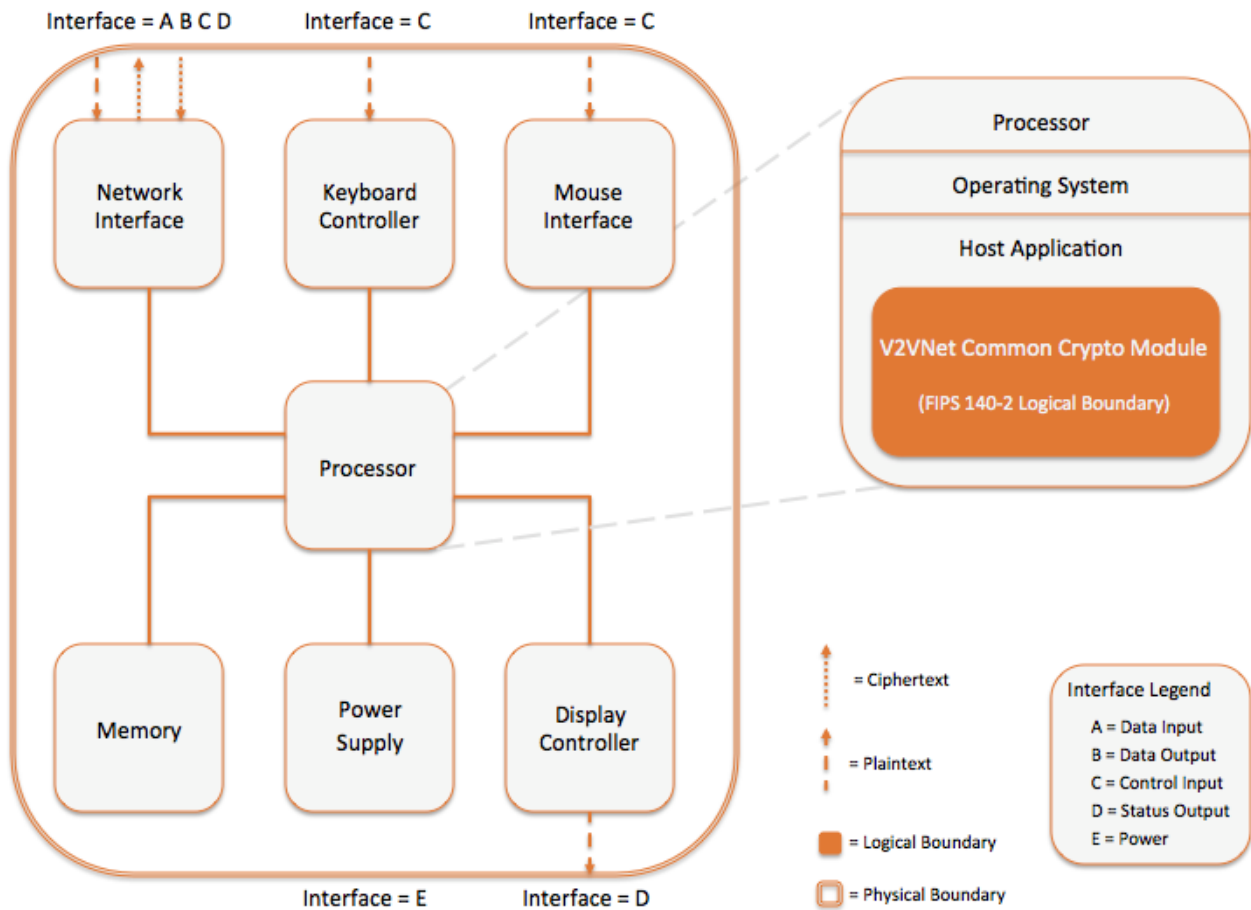 Interface = A B C D
Interface = C
Interface = C
Network
Interface
Keyboard
Controller
Mouse
Interface
Processor
Memory
Power
Supply
Display
Controller
Interface = E
Interface = D
Processor
Operating System
Host Application
V2VNet Common Crypto Module
(FIPS 140-2 Logical Boundary)
= Ciphertext
= Plaintext
= Logical Boundary
= Physical Boundary
Interface Legend
A = Data Input
B = Data Output
C = Control Input
D = Status Output
E = Power